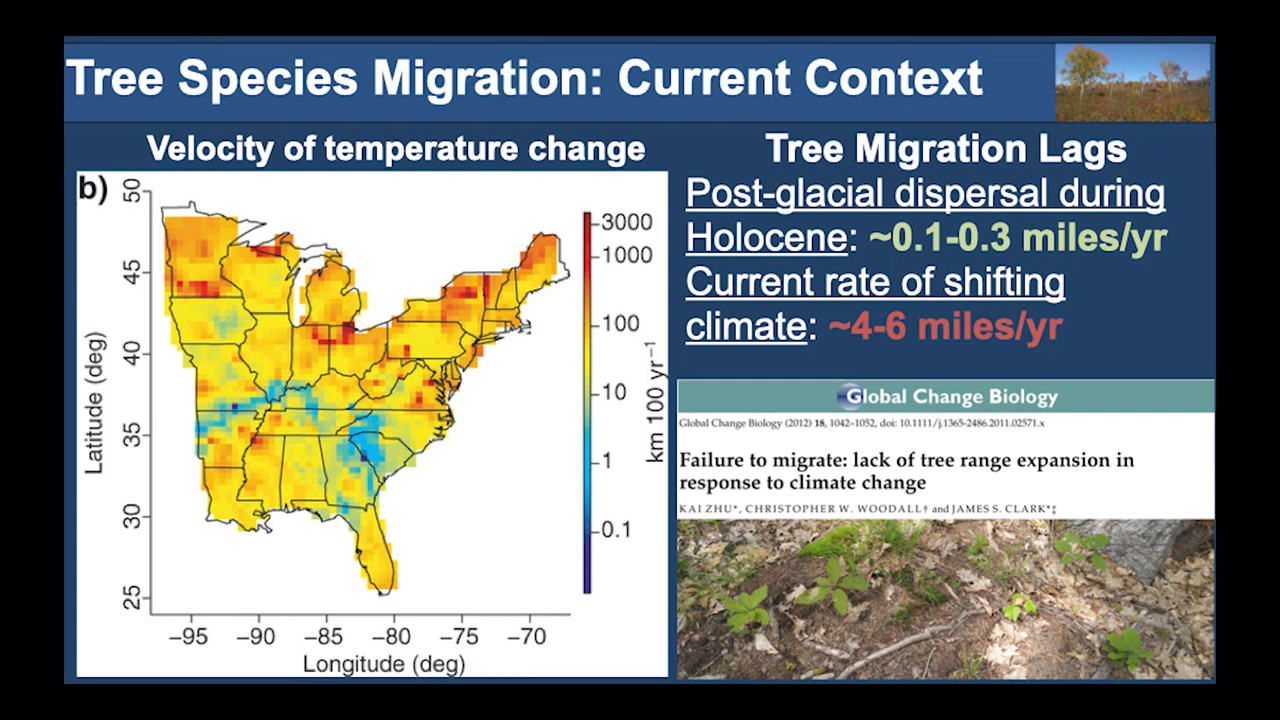 Tree Species Migration: Current Context
Velocity of temperature change
b)
50
45
40
35
30
25
Latitude (deg)
−95
−90
−85
−80
−75
−70
Longitude (deg)
3000
1000
100
10
1
0.1
km 100 yr⁻¹
Tree Migration Lags
Post-glacial dispersal during
Holocene: ~0.1-0.3 miles/yr
Current rate of shifting
climate: ~4-6 miles/yr
Global Change Biology
Global Change Biology (2012) 18, 1042–1052, doi: 10.1111/j.1365-2486.2011.02571.x
Failure to migrate: lack of tree range expansion in
response to climate change
KAI ZHU*, CHRISTOPHER W. WOODALL† and JAMES S. CLARK*‡